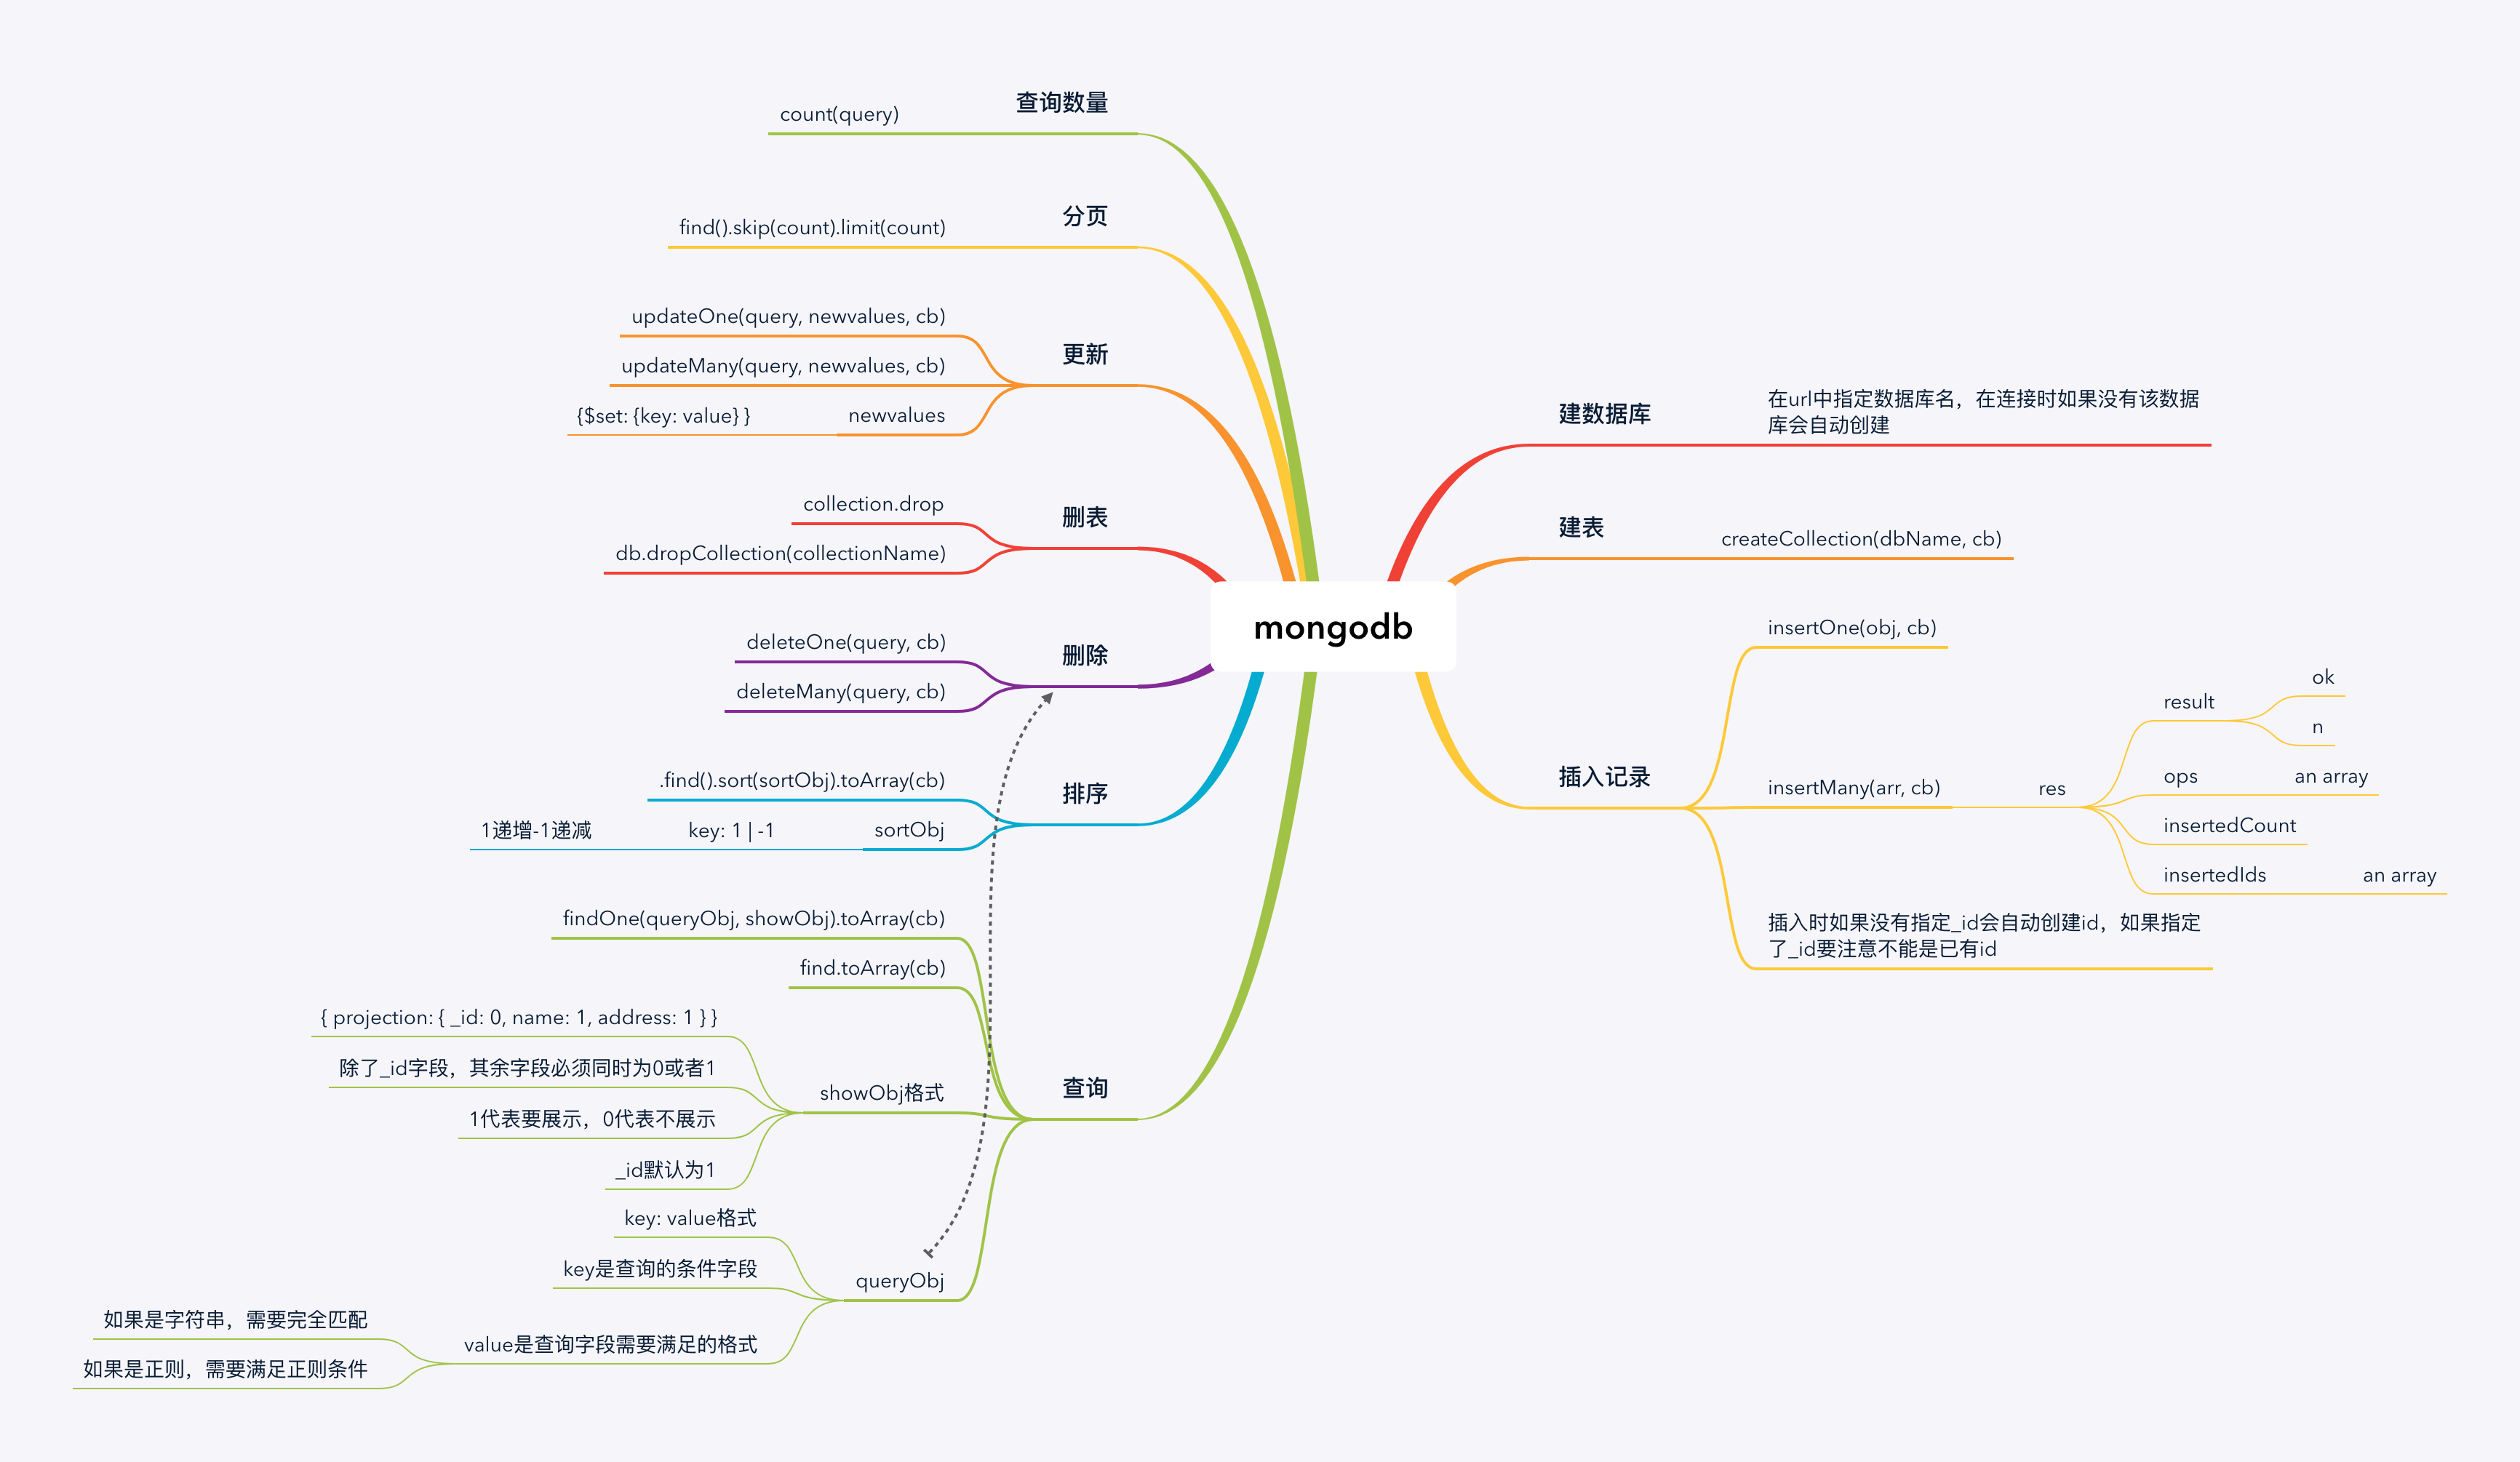 mongodb
建数据库
在url中指定数据库名，在连接时如果没有该数据
库会自动创建
建表
createCollection(dbName, cb)
插入记录
insertOne(obj, cb)
insertMany(arr, cb)
res
result
ok
n
ops
an array
insertedCount
insertedIds
an array
插入时如果没有指定_id会自动创建id，如果指定
了_id要注意不能是已有id
查询数量
count(query)
分页
find().skip(count).limit(count)
更新
updateOne(query, newvalues, cb)
updateMany(query, newvalues, cb)
newvalues
{$set: {key: value} }
删表
collection.drop
db.dropCollection(collectionName)
删除
deleteOne(query, cb)
deleteMany(query, cb)
排序
.find().sort(sortObj).toArray(cb)
sortObj
key: 1 | -1
1递增-1递减
查询
findOne(queryObj, showObj).toArray(cb)
find.toArray(cb)
showObj格式
{ projection: { _id: 0, name: 1, address: 1 } }
除了_id字段，其余字段必须同时为0或者1
1代表要展示，0代表不展示
_id默认为1
queryObj
key: value格式
key是查询的条件字段
value是查询字段需要满足的格式
如果是字符串，需要完全匹配
如果是正则，需要满足正则条件